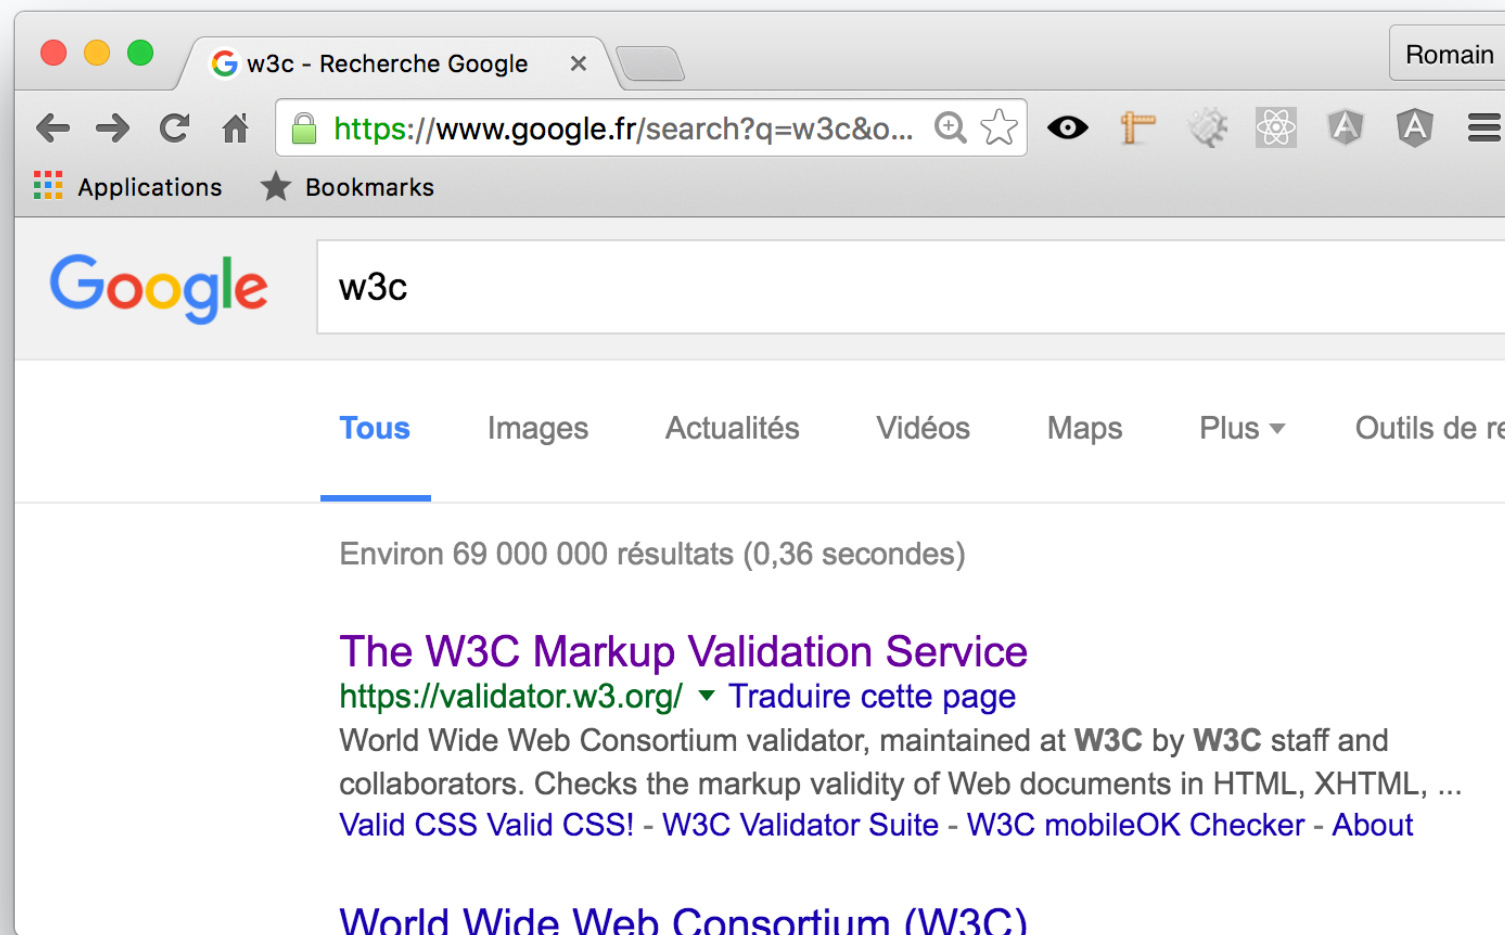 w3c - Recherche Google
Romain
https://www.google.fr/search?q=w3c&o...
Applications
Bookmarks
Google
w3c
Tous
Images
Actualités
Vidéos
Maps
Plus
Outils de re
Environ 69 000 000 résultats (0,36 secondes)
The W3C Markup Validation Service
https://validator.w3.org/ Traduire cette page
World Wide Web Consortium validator, maintained at W3C by W3C staff and
collaborators. Checks the markup validity of Web documents in HTML, XHTML, ...
Valid CSS Valid CSS! - W3C Validator Suite - W3C mobileOK Checker - About
World Wide Web Consortium (W3C)